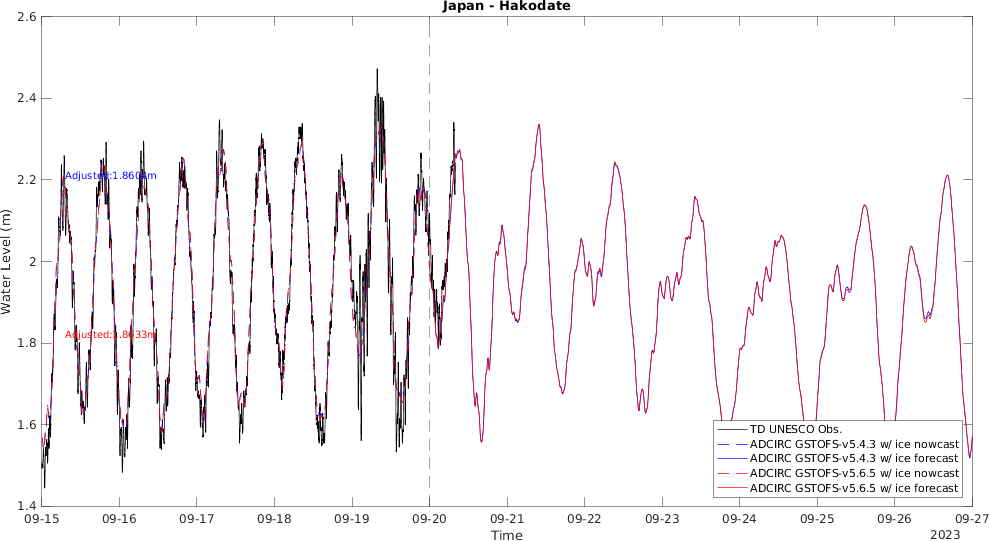 Japan - Hakodate
2.6
2.4
2.2
2
1.8
1.6
1.4
Water Level (m)
Adjusted:1.8604m
Adjusted:1.8633m
TD UNESCO Obs.
ADCIRC GSTOFS-v5.4.3 w/ ice nowcast
ADCIRC GSTOFS-v5.4.3 w/ ice forecast
ADCIRC GSTOFS-v5.6.5 w/ ice nowcast
ADCIRC GSTOFS-v5.6.5 w/ ice forecast
09-15 09-16 09-17 09-18 09-19 09-20 09-21 09-22 09-23 09-24 09-25 09-26 09-27
Time
2023